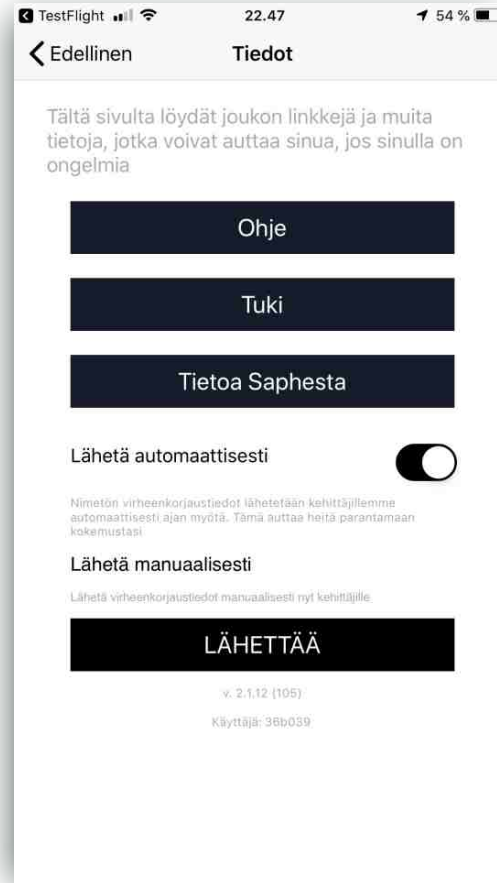 TestFlight 22.47 54 %
Edellinen Tiedot
Tältä sivulta löydät joukon linkkejä ja muita
tietoja, jotka voivat auttaa sinua, jos sinulla on
ongelmia
Ohje
Tuki
Tietoa Saphesta
Lähetä automaattisesti
Nimetön virheenkorjaustiedot lähetetään kehittäjillemme
automaattisesti ajan myötä. Tämä auttaa heitä parantamaan
kokemustasi
Lähetä manuaalisesti
Lähetä virheenkorjaustiedot manuaalisesti nyt kehittäjille
LÄHETTÄÄ
v. 2.1.12 (105)
Käyttäjä: 36b039